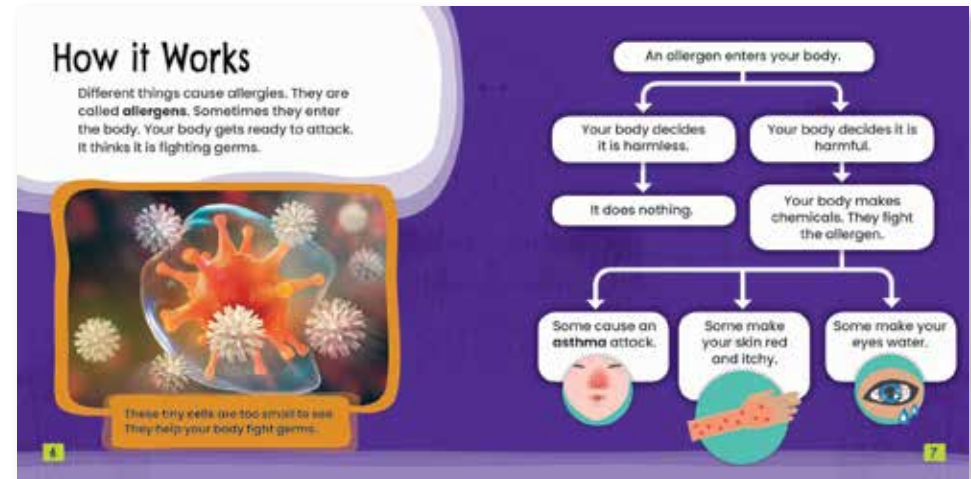 How it Works
Different things cause allergies. They are
called allergens. Sometimes they enter
the body. Your body gets ready to attack.
It thinks it is fighting germs.
These tiny cells are too small to see
They help your body fight germs.
6
An allergen enters your body.
Your body decides
it is harmless.
Your body decides it is
harmful.
It does nothing.
Your body makes
chemicals. They fight
the allergen.
Some cause an
asthma attack.
Some make
your skin red
and itchy.
Some make your
eyes water.
7